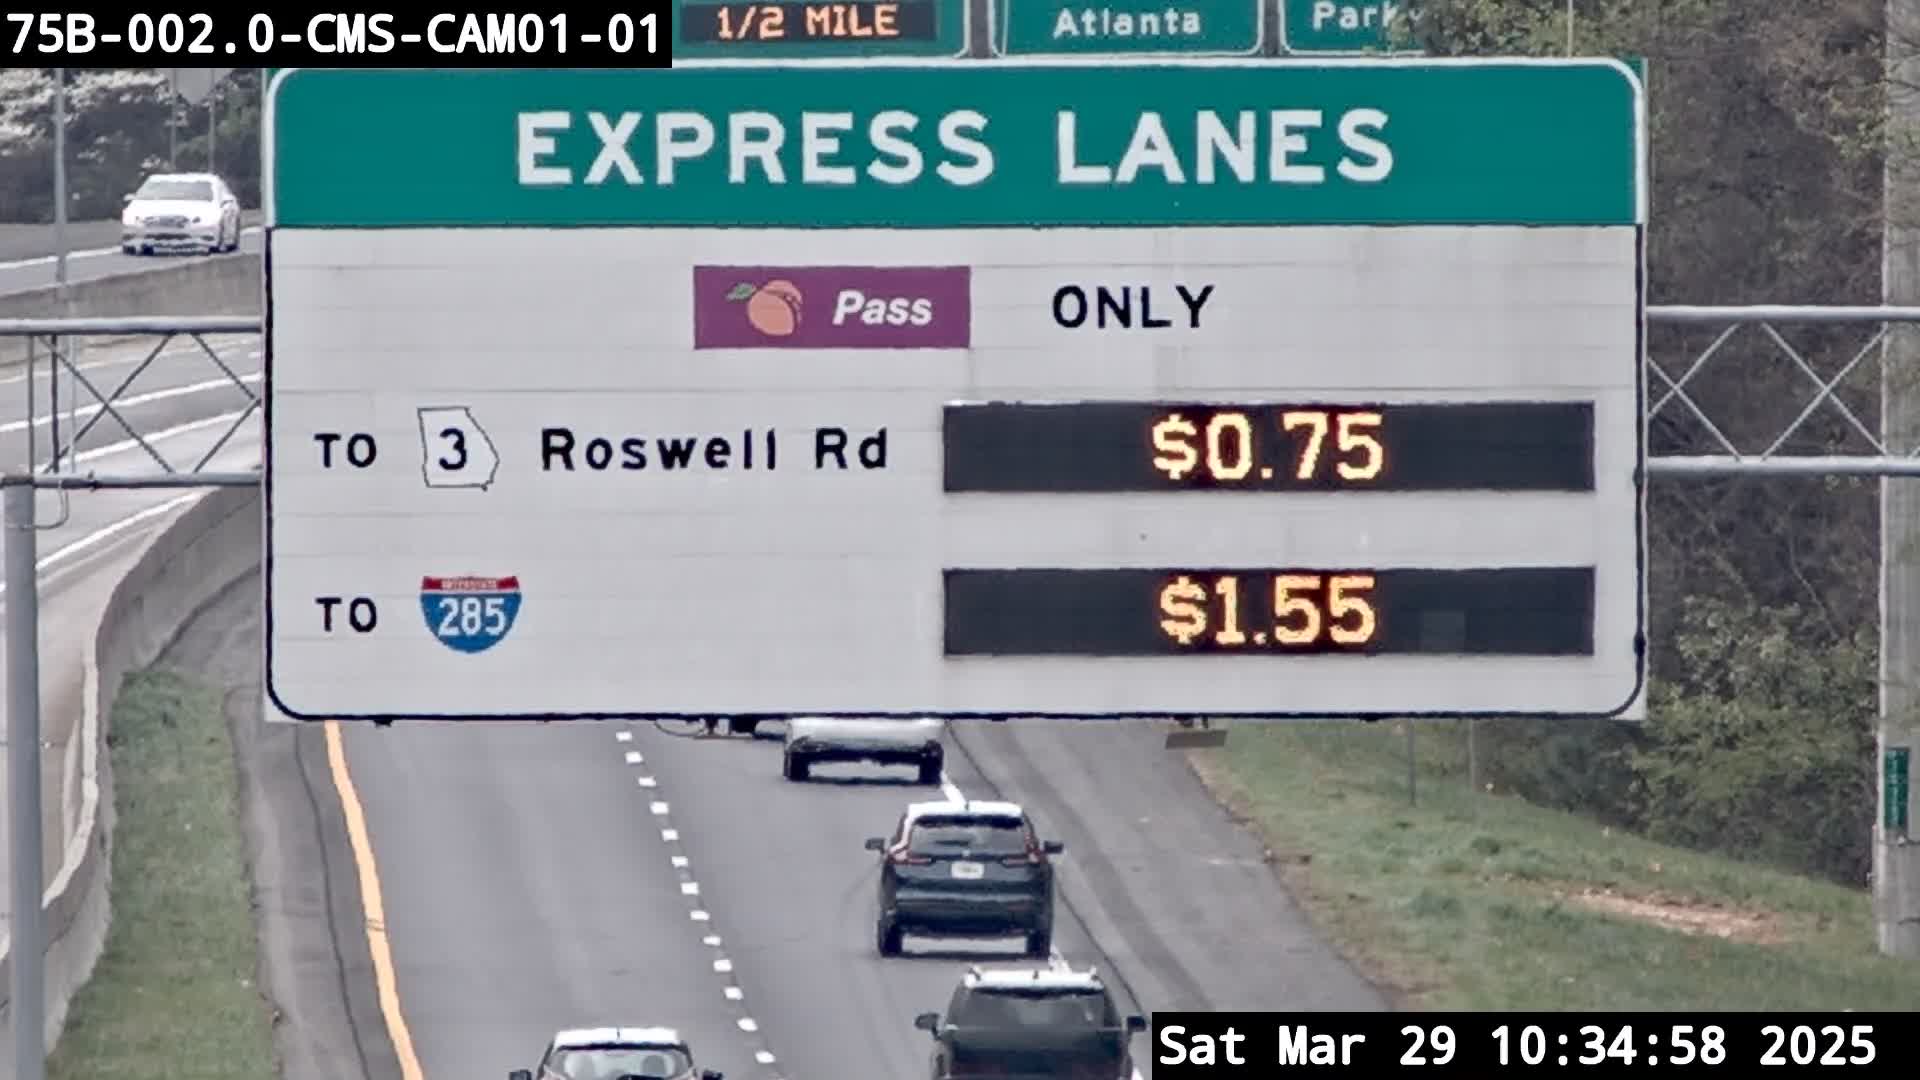 75B-002.0-CMS-CAM01-01
1/2 MILE
Atlanta
EXPRESS LANES
Pass ONLY
TO 3 Roswell Rd $0.75
TO INTERSTATE 285 $1.55
Sat Mar 29 10:34:58 2025